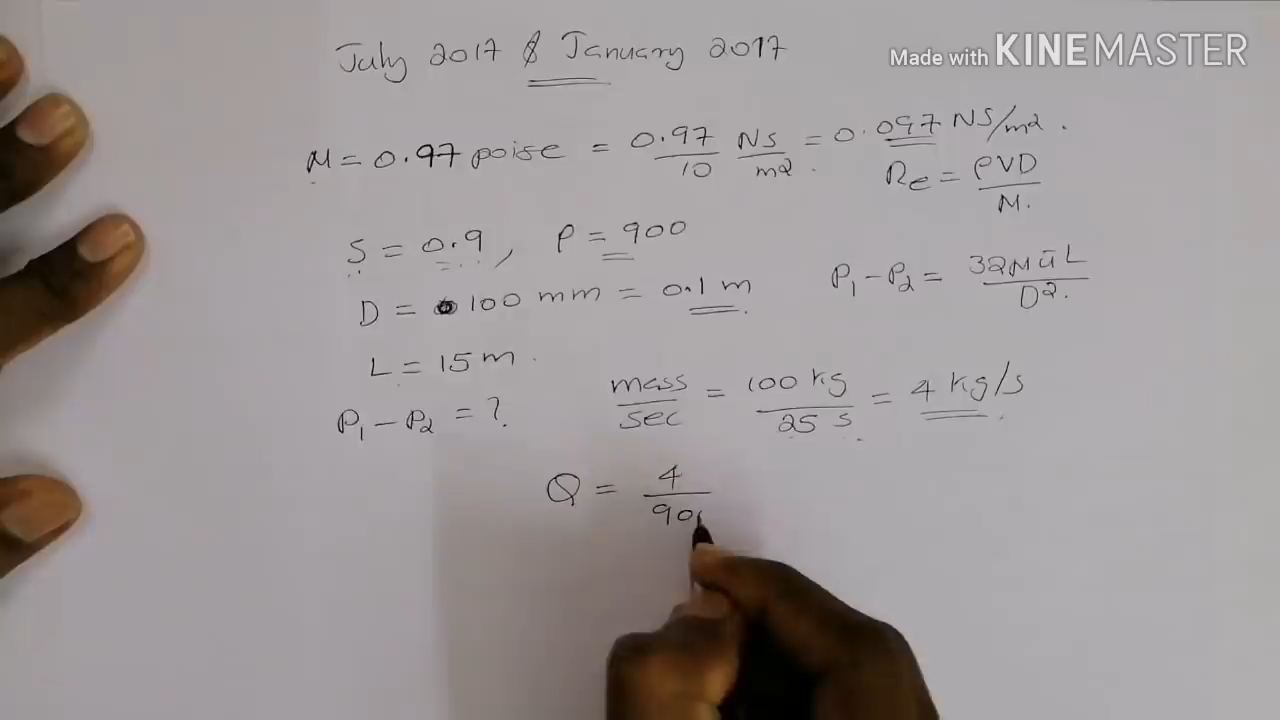 July 2017 & January 2017
Made with KINEMASTER
μ = 0.97 poise = 0.97/10 NS/m2 = 0.097 NS/m2.
Re = ρVD/μ.
S = 0.9, ρ = 900
D = 100 mm = 0.1 m.
P1 - P2 = 32μūL/D2.
L = 15 m.
mass/sec = 100 kg/25 s = 4 kg/s.
P1 - P2 = ?
Q = 4/90